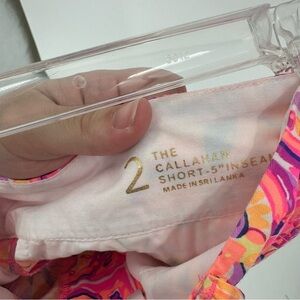 2
THE
CALLAHAN
SHORT-5"INSEAM
MADE IN SRI LANKA